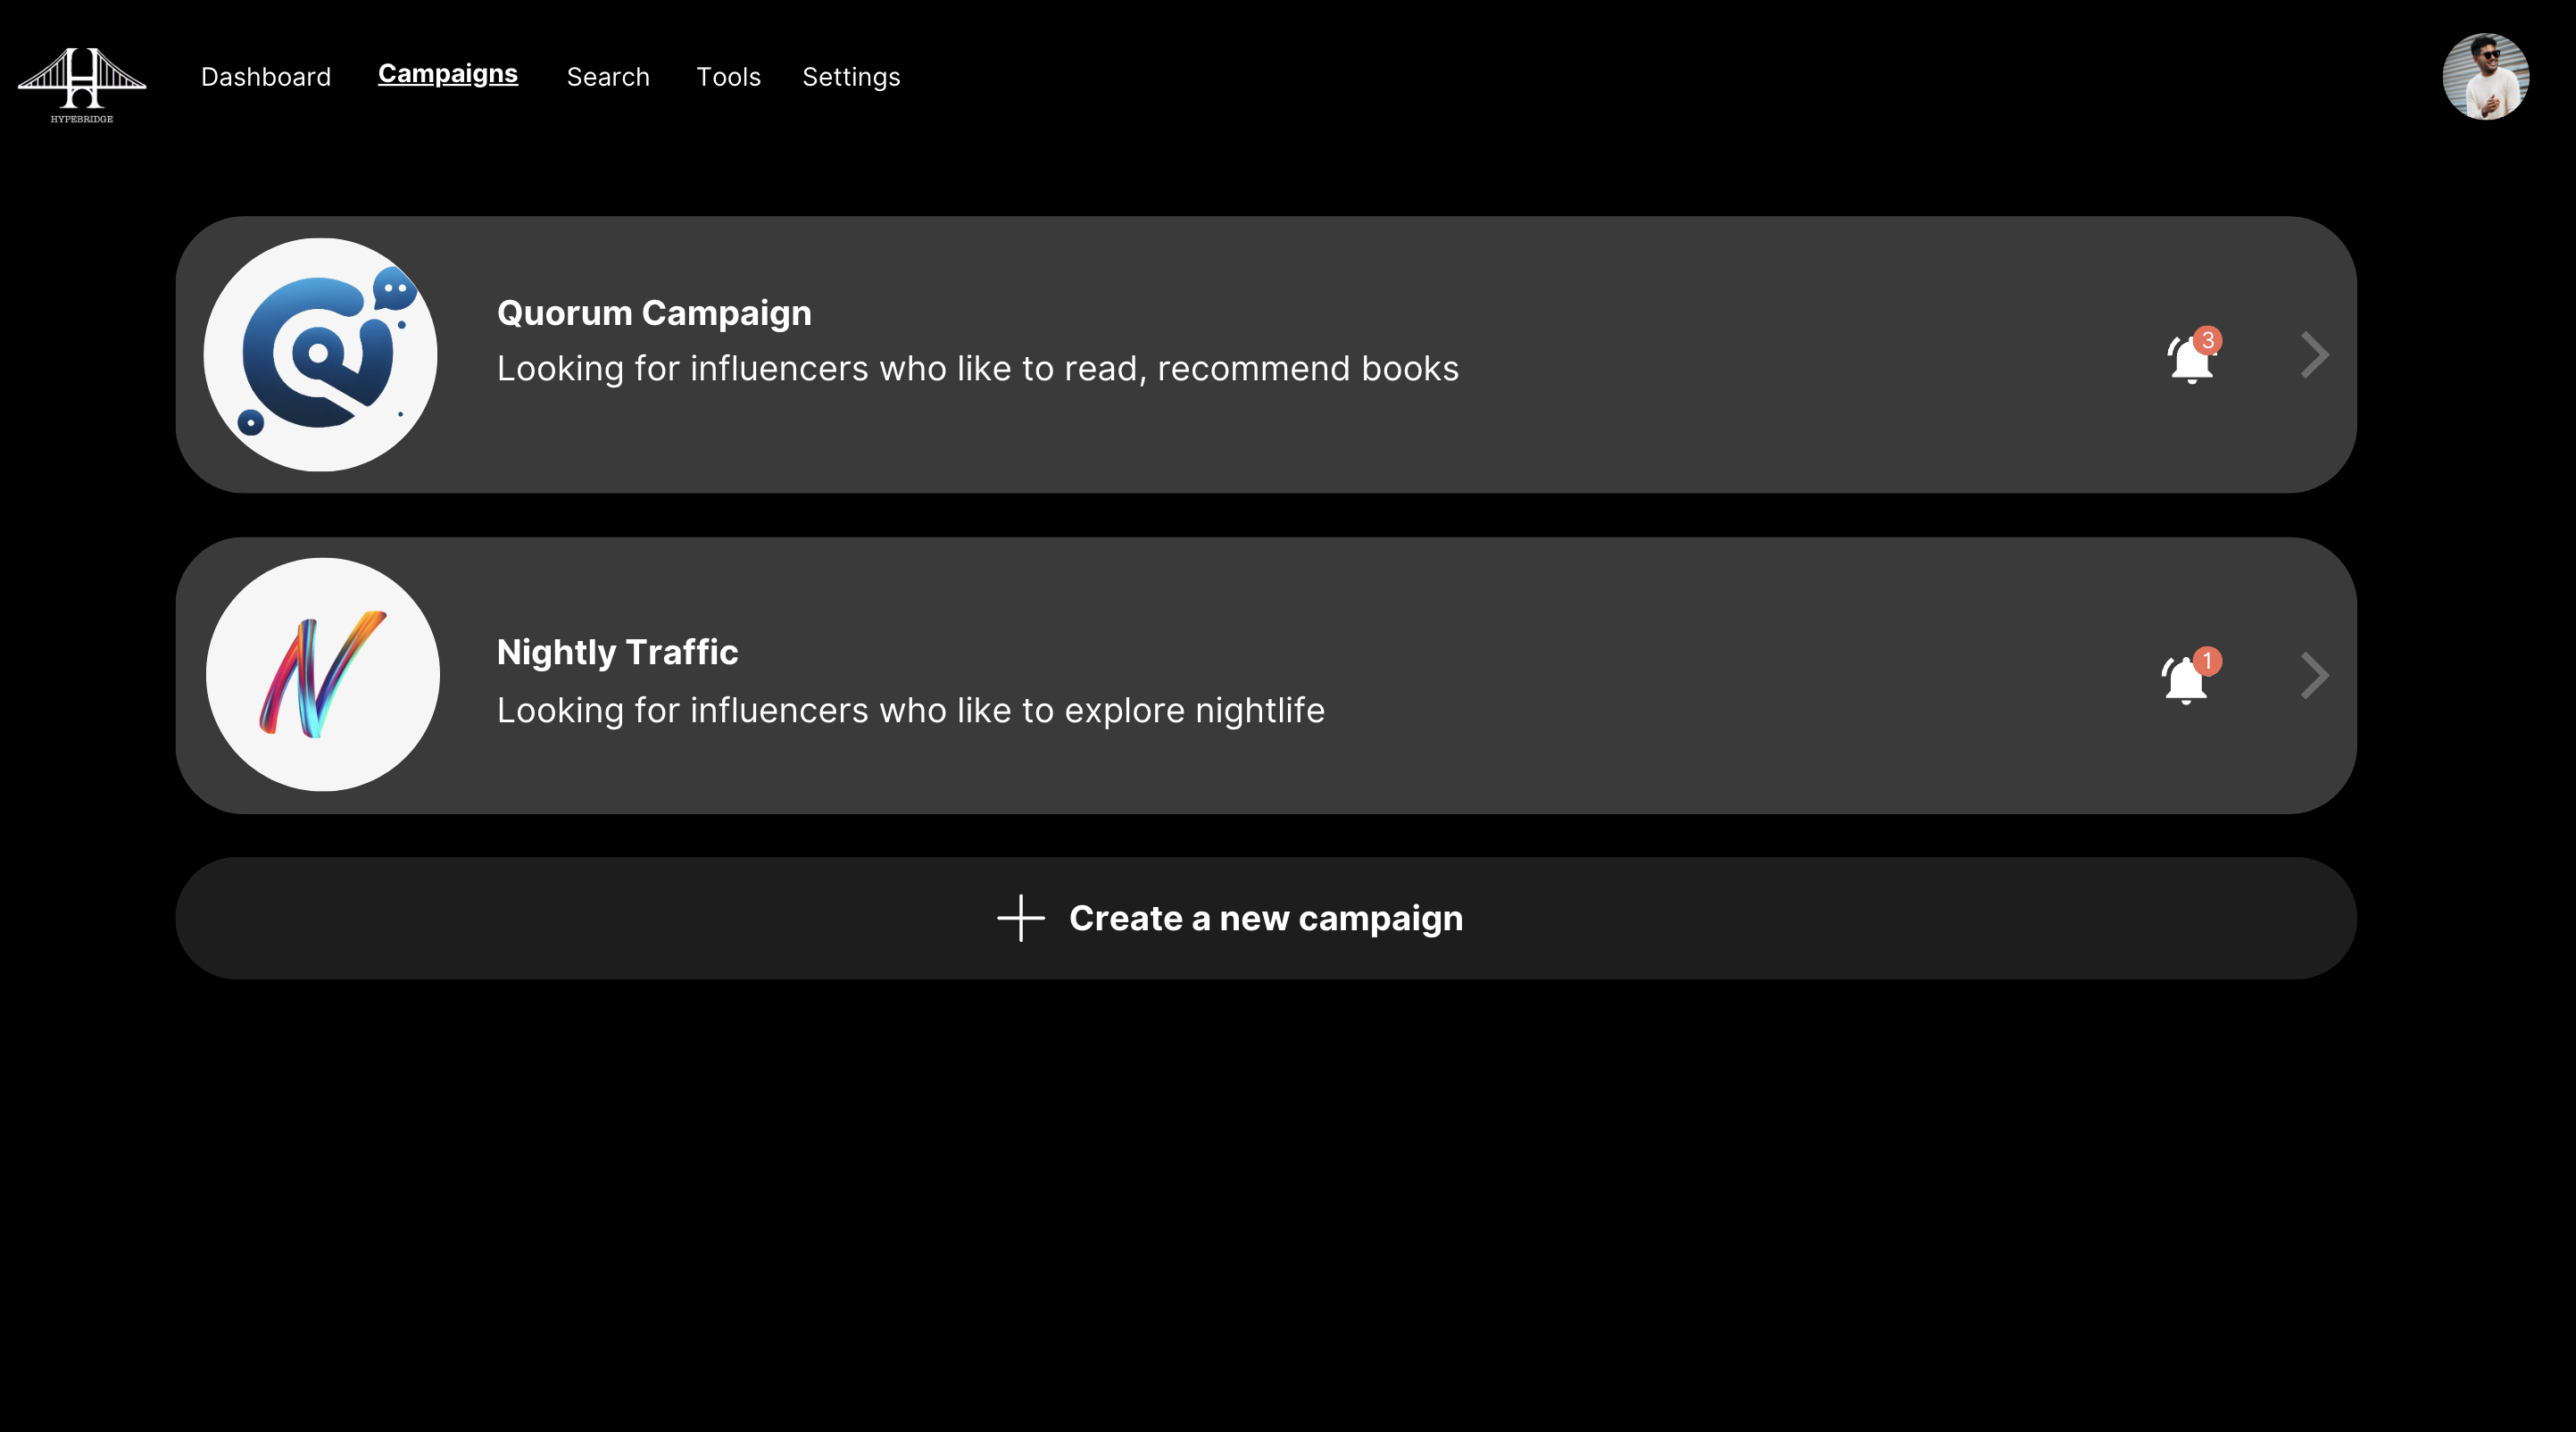 HYPEBRIDGE
Dashboard Campaigns Search Tools Settings
Quorum Campaign
Looking for influencers who like to read, recommend books
3
Nightly Traffic
Looking for influencers who like to explore nightlife
1
Create a new campaign